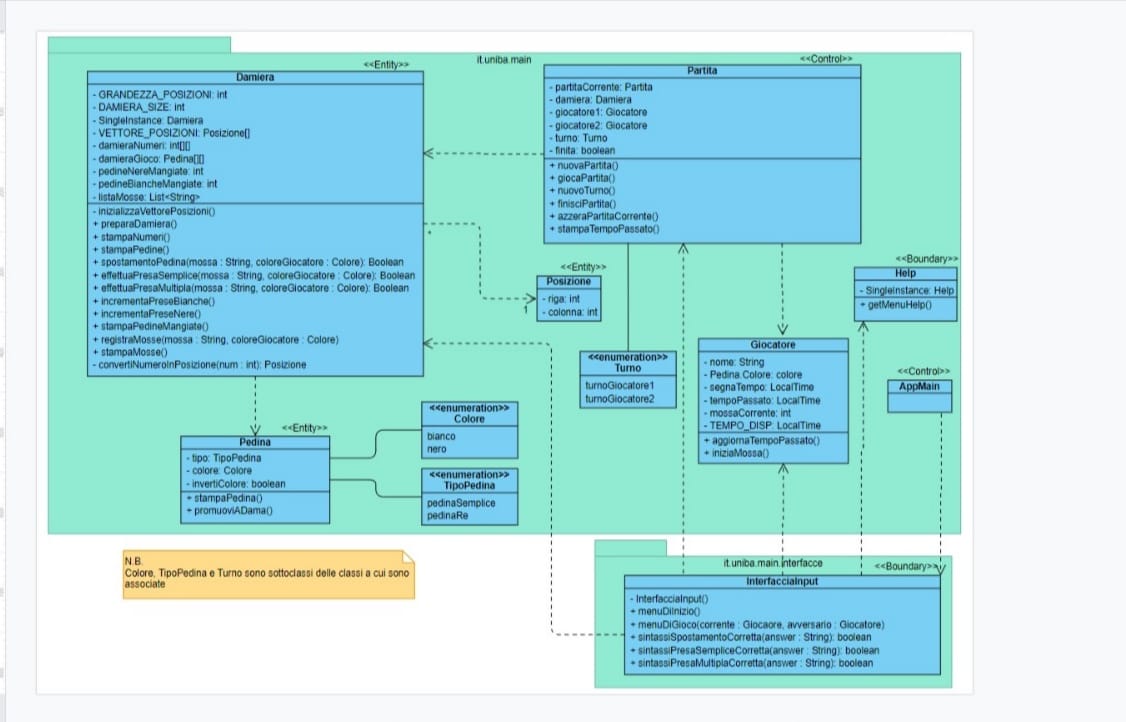 it.uniba.main
<<Entity>>
Damiera
- GRANDEZZA_POSIZIONI: int
- DAMIERA_SIZE: int
- SingleInstance: Damiera
- VETTORE_POSIZIONI: Posizione[]
- damieraNumeri: int[][]
- damieraGioco: Pedina[][]
- pedineNereMangiate: int
- pedineBiancheMangiate: int
- listaMosse: List<String>
- inizializzaVettorePosizioni()
+ preparaDamiera()
+ stampaNumeri()
+ stampaPedine()
+ spostamentoPedina(mossa : String, coloreGiocatore : Colore): Boolean
+ effettuaPresaSemplice(mossa : String, coloreGiocatore : Colore): Boolean
+ effettuaPresaMultipla(mossa : String, coloreGiocatore : Colore): Boolean
+ incrementaPreseBianche()
+ incrementaPreseNere()
+ stampaPedineMangiate()
+ registraMosse(mossa : String, coloreGiocatore : Colore)
+ stampaMosse()
- convertiNumeroInPosizione(num : int): Posizione
<<Control>>
Partita
- partitaCorrente: Partita
- damiera: Damiera
- giocatore1: Giocatore
- giocatore2: Giocatore
- turno: Turno
- finita: boolean
+ nuovaPartita()
+ giocaPartita()
+ nuovoTurno()
+ finisciPartita()
+ azzeraPartitaCorrente()
+ stampaTempoPassato()
<<Entity>>
Posizione
- riga: int
- colonna: int
1
<<Boundary>>
Help
- SingleInstance: Help
+ getMenuHelp()
<<enumeration>>
Turno
turnoGiocatore1
turnoGiocatore2
Giocatore
- nome: String
- Pedina.Colore: colore
- segnaTempo: LocalTime
- tempoPassato: LocalTime
- mossaCorrente: int
- TEMPO_DISP: LocalTime
+ aggiornaTempoPassato()
+ iniziaMossa()
<<Control>>
AppMain
<<Entity>>
Pedina
- tipo: TipoPedina
- colore: Colore
- invertiColore: boolean
+ stampaPedina()
+ promuoviADama()
<<enumeration>>
Colore
bianco
nero
<<enumeration>>
TipoPedina
pedinaSemplice
pedinaRe
N.B.
Colore, TipoPedina e Turno sono sottoclassi delle classi a cui sono
associate
it.uniba.main.interfacce
<<Boundary>>
InterfacciaInput
- InterfacciaInput()
+ menuDiInizio()
+ menuDiGioco(corrente : Giocaore, avversario : Giocatore)
+ sintassiSpostamentoCorretta(answer : String): boolean
+ sintassiPresaSempliceCorretta(answer : String): boolean
+ sintassiPresaMultiplaCorretta(answer : String): boolean